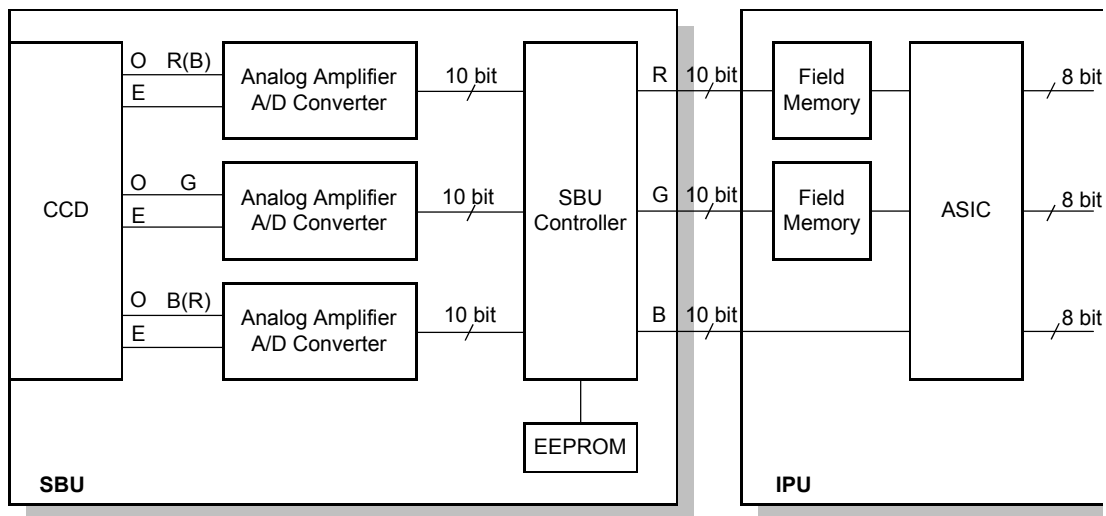 O R(B)
E
Analog Amplifier
A/D Converter
10 bit
R
10 bit
Field
Memory
8 bit
CCD
O G
E
Analog Amplifier
A/D Converter
10 bit
SBU
Controller
G
10 bit
Field
Memory
ASIC
8 bit
O B(R)
E
Analog Amplifier
A/D Converter
10 bit
B
10 bit
8 bit
EEPROM
SBU
IPU